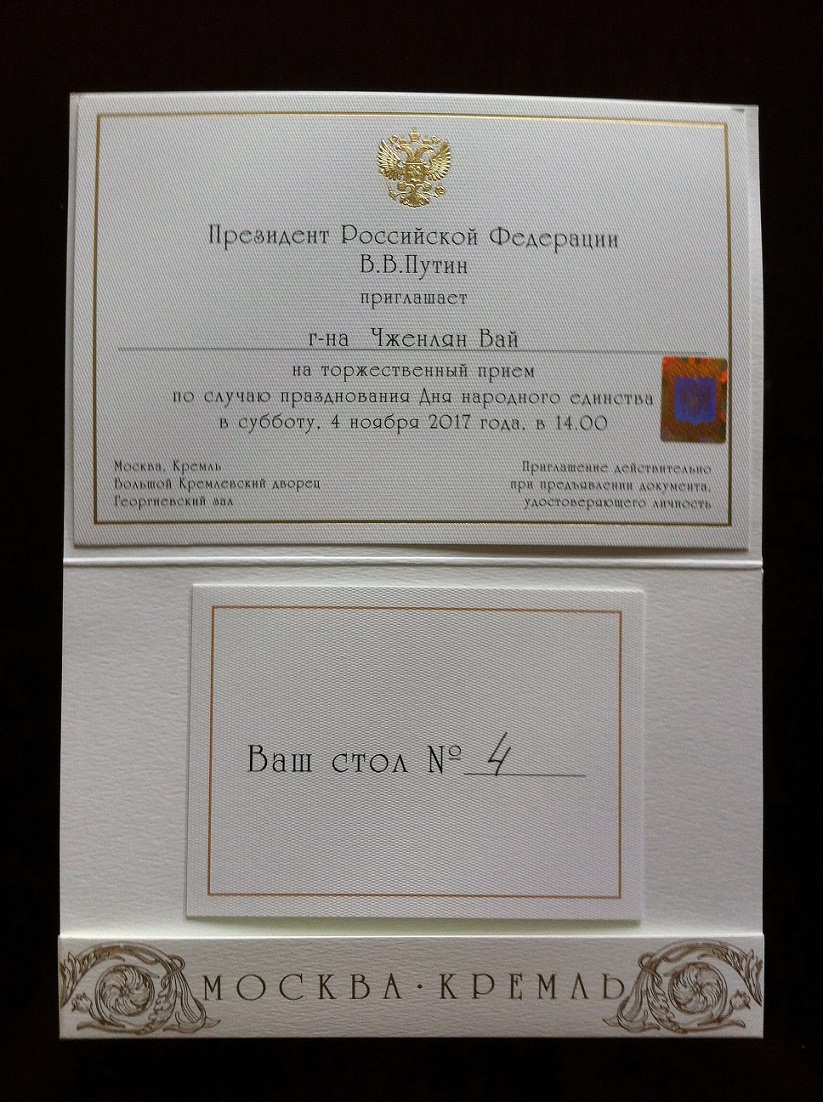 Президент Российской Федерации
В.В.Путин
приглашает
г-на Чженлян Вай
на торжественный прием
по случаю празднования Дня народного единства
в субботу, 4 ноября 2017 года, в 14.00
Москва, Кремль
Большой Кремлевский дворец
Георгиевский зал
Приглашение действительно
при предъявлении документа,
удостоверяющего личность
Ваш стол № 4
МОСКВА · КРЕМЛЬ